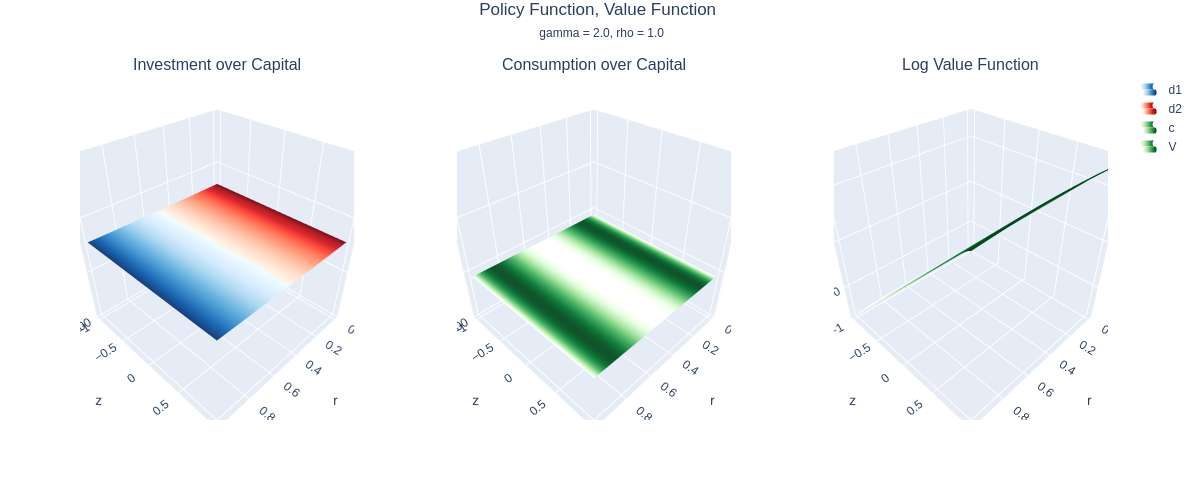 Policy Function, Value Function
gamma = 2.0, rho = 1.0
Investment over Capital
Consumption over Capital
Log Value Function
d1
d2
c
V
−0.5
0
0.5
z
0
0.2
0.4
0.6
0.8
r
−0.5
0
0.5
z
0
0.2
0.4
0.6
0.8
r
0
−1
−0.5
0
0.5
z
0
0.2
0.4
0.6
0.8
r